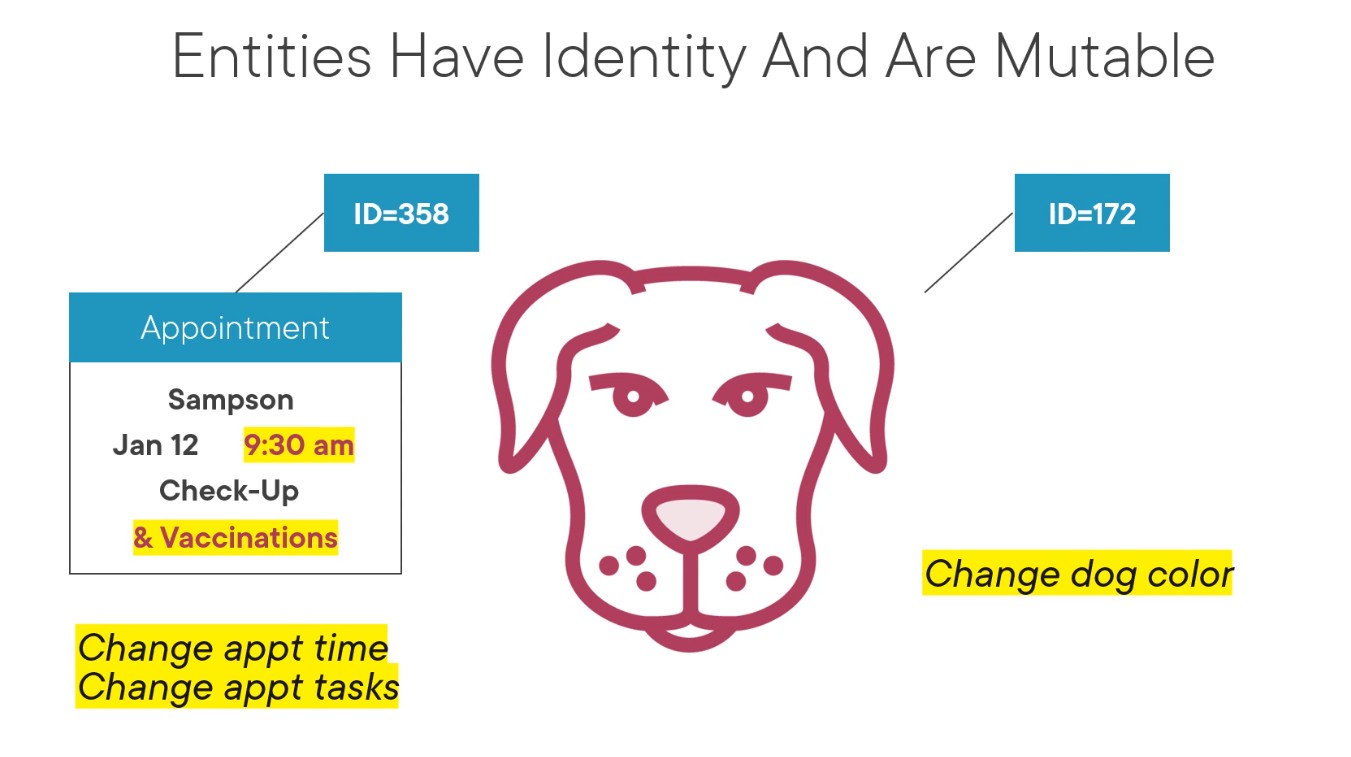 Entities Have Identity And Are Mutable
ID=358
ID=172
Appointment
Sampson
Jan 12 9:30 am
Check-Up
& Vaccinations
Change dog color
Change appt time
Change appt tasks